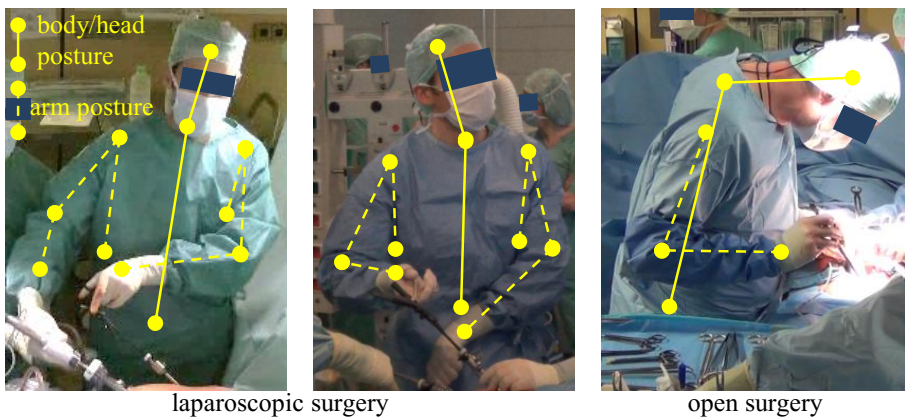 body/head
posture
arm posture
laparoscopic surgery
open surgery